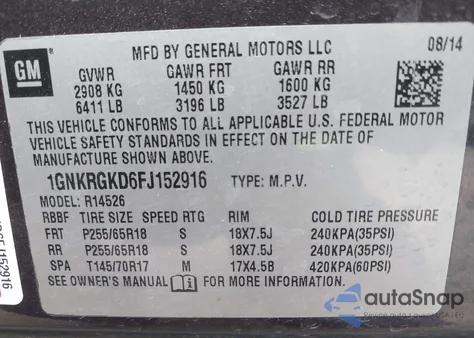 GM
MFD BY GENERAL MOTORS LLC 08/14
GVWR GAWR FRT GAWR RR
2908 KG 1450 KG 1600 KG
6411 LB 3196 LB 3527 LB
THIS VEHICLE CONFORMS TO ALL APPLICABLE U.S. FEDERAL MOTOR
VEHICLE SAFETY STANDARDS IN EFFECT ON THE DATE OF
MANUFACTURE SHOWN ABOVE.
1GNKRGKD6FJ152916 TYPE: M.P.V.
MODEL: R14526
RBBF TIRE SIZE SPEED RTG RIM COLD TIRE PRESSURE
FRT P255/65R18 S 18X7.5J 240KPA(35PSI)
RR P255/65R18 S 18X7.5J 240KPA(35PSI)
SPA T145/70R17 M 17X4.5B 420KPA(60PSI)
SEE OWNER'S MANUAL FOR MORE INFORMATION
autoSnap